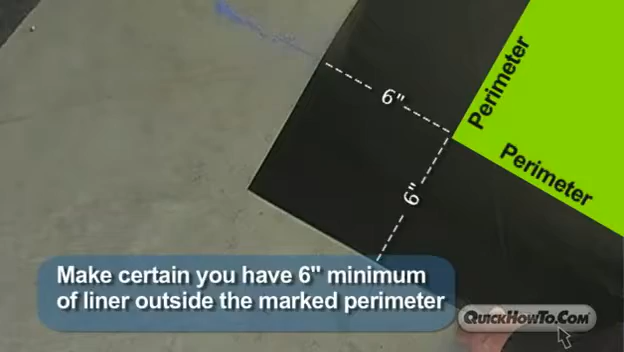 Perimeter
6"
Perimeter
6"
Make certain you have 6" minimum
of liner outside the marked perimeter
QUICKHOWTO.COM